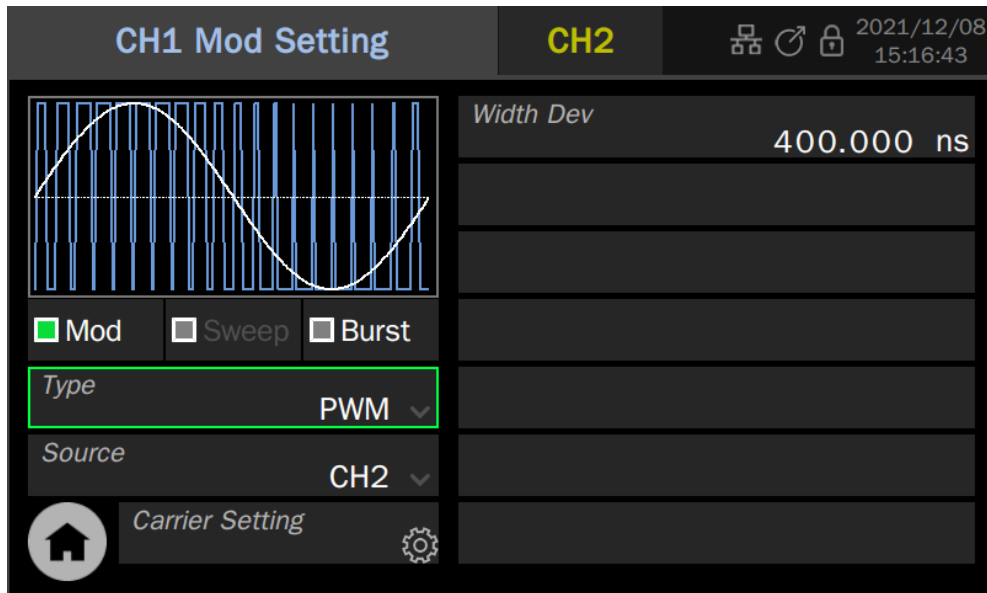 CH1 Mod Setting
CH2
2021/12/08
15:16:43
Width Dev
400.000 ns
Mod
Sweep
Burst
Type
PWM
Source
CH2
Carrier Setting